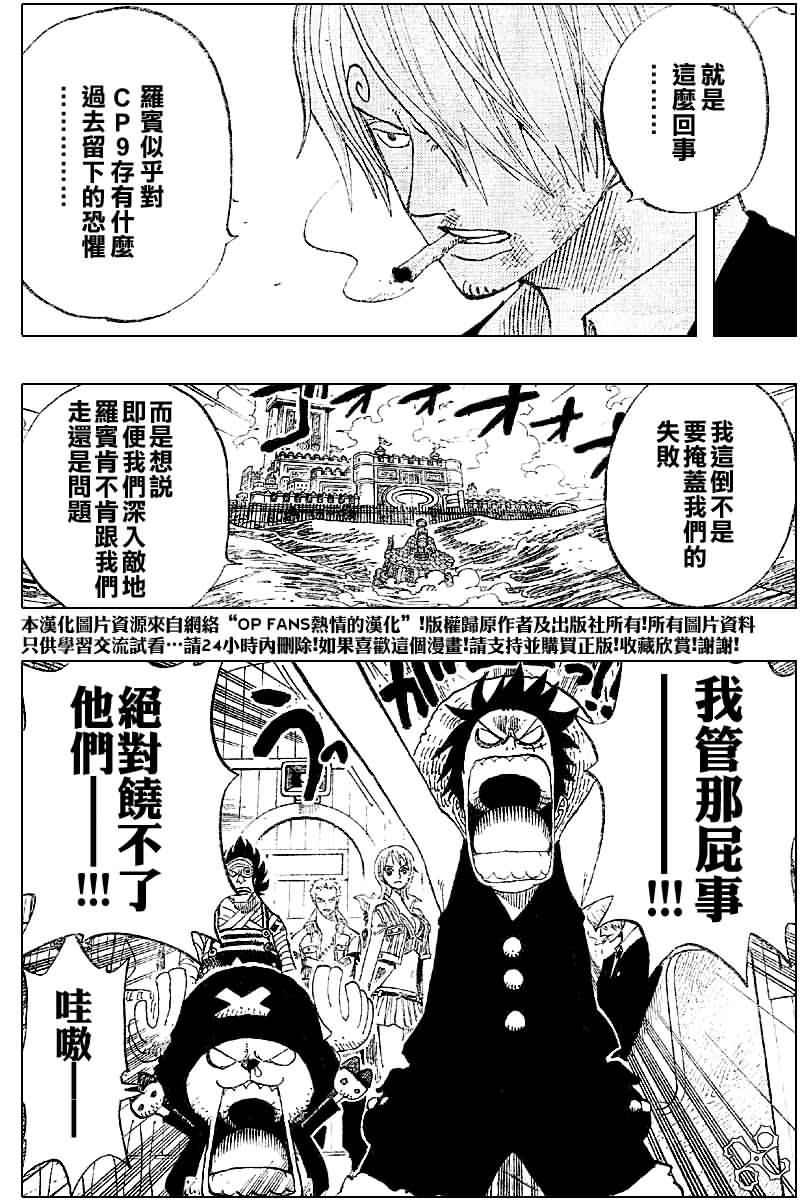 就是
這麼回事
⋯⋯⋯
羅賓似乎對
CP9存有什麼
過去留下的恐懼
⋯⋯⋯⋯
我這倒不是
要掩蓋我們的
失敗
而是想說
即便我們深入敵地
羅賓肯不肯跟我們
走還是問題
本漢化圖片資源來自網絡“OP FANS熱情的漢化”!版權歸原作者及出版社所有!所有圖片資料
只供學習交流試看…請24小時內刪除!如果喜歡這個漫畫!請支持並購買正版!收藏欣賞!謝謝!
我管那屁事
——!!!
絕對饒不了
他們——!!!
哇嗷——